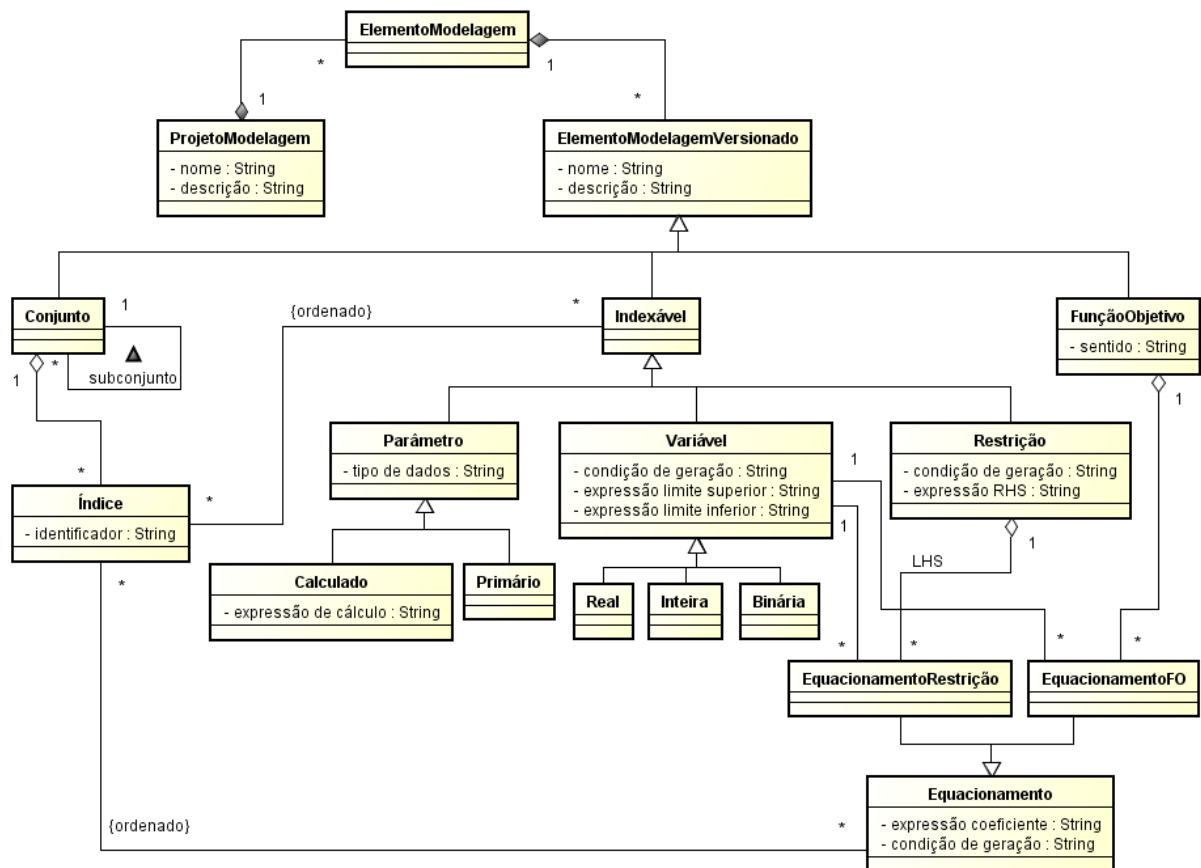 ElementoModelagem
*
1
1
*
ProjetoModelagem
- nome : String
- descrição : String
ElementoModelagemVersionado
- nome : String
- descrição : String
Conjunto
1
*
subconjunto
1
{ordenado}
*
Indexável
FunçãoObjetivo
- sentido : String
1
Parâmetro
- tipo de dados : String
Variável
- condição de geração : String
- expressão limite superior : String
- expressão limite inferior : String
1
1
Restrição
- condição de geração : String
- expressão RHS : String
1
LHS
*
*
Índice
- identificador : String
*
Calculado
- expressão de cálculo : String
Primário
Real
Inteira
Binária
*
*
*
*
EquacionamentoRestrição
EquacionamentoFO
Equacionamento
- expressão coeficiente : String
- condição de geração : String
{ordenado}
*